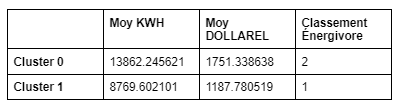 Moy KWH Moy DOLLAREL Classement Énergivore
Cluster 0 13862.245621 1751.338638 2
Cluster 1 8769.602101 1187.780519 1